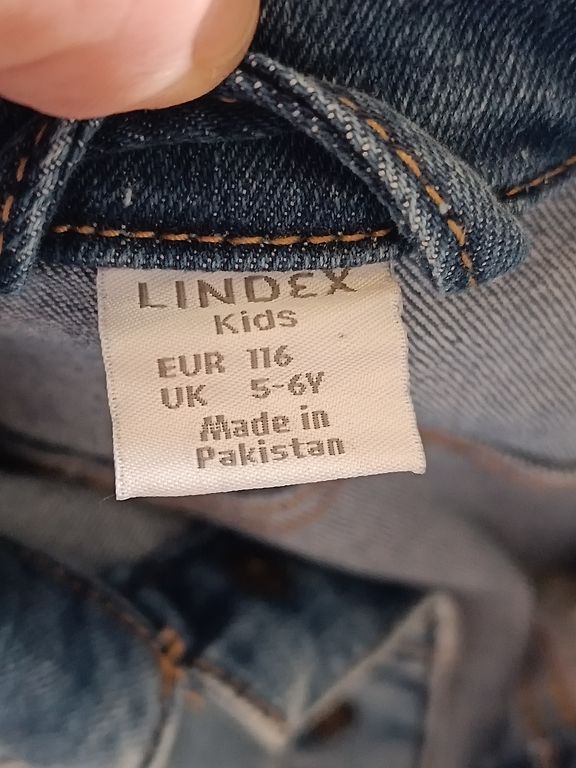 LINDEX
Kids
EUR 116
UK 5-6Y
Made in
Pakistan